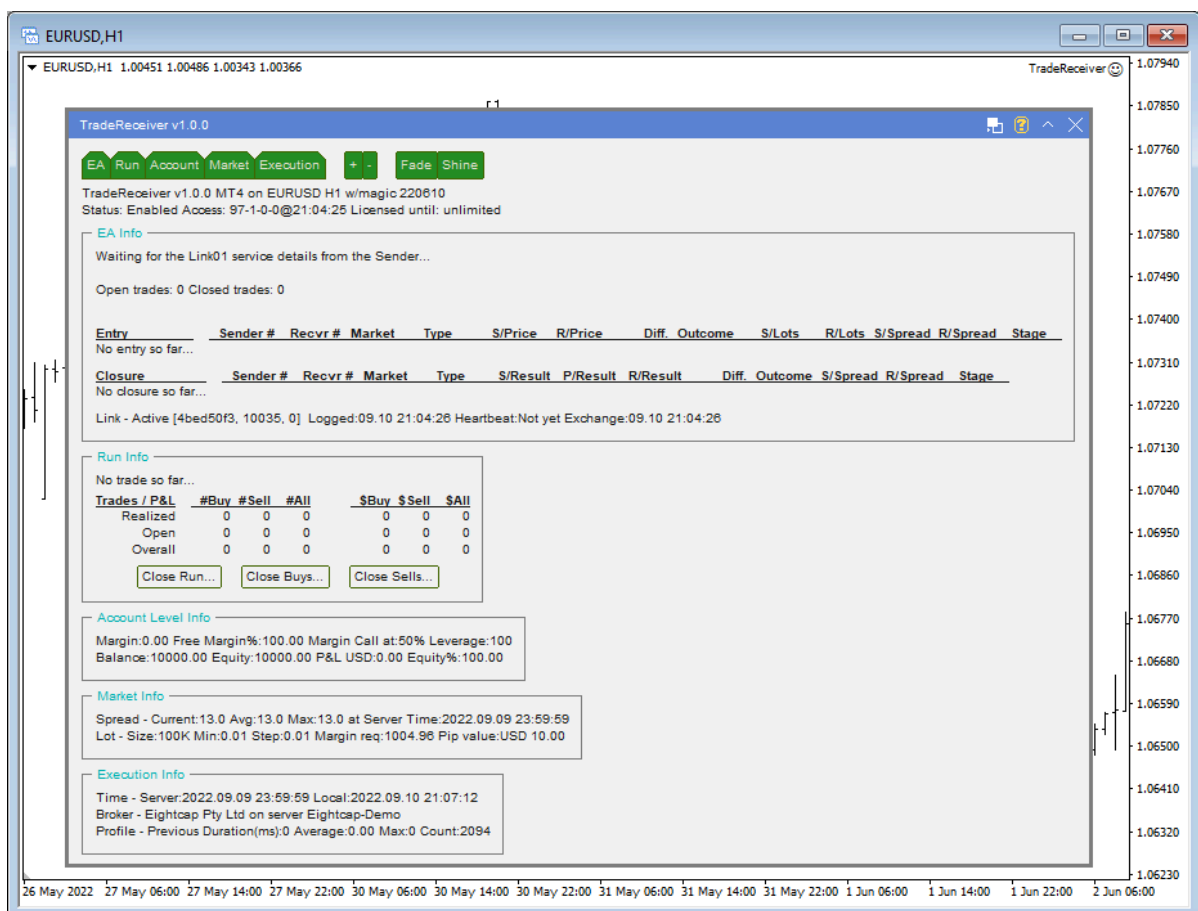 EURUSD,H1
EURUSD,H1 1.00451 1.00486 1.00343 1.00366
TradeReceiver
TradeReceiver v1.0.0
EA Run Account Market Execution + - Fade Shine
TradeReceiver v1.0.0 MT4 on EURUSD H1 w/magic 220610
Status: Enabled Access: 97-1-0-0@21:04:25 Licensed until: unlimited
EA Info
Waiting for the Link01 service details from the Sender...
Open trades: 0 Closed trades: 0
Entry Sender # Recvr # Market Type S/Price R/Price Diff. Outcome S/Lots R/Lots S/Spread R/Spread Stage
No entry so far...
Closure Sender # Recvr # Market Type S/Result P/Result R/Result Diff. Outcome S/Spread R/Spread Stage
No closure so far...
Link - Active [4bed50f3, 10035, 0] Logged:09.10 21:04:26 Heartbeat:Not yet Exchange:09.10 21:04:26
Run Info
No trade so far...
Trades / P&L #Buy #Sell #All $Buy $Sell $All
Realized 0 0 0 0 0 0
Open 0 0 0 0 0 0
Overall 0 0 0 0 0 0
Close Run... Close Buys... Close Sells...
Account Level Info
Margin:0.00 Free Margin%:100.00 Margin Call at:50% Leverage:100
Balance:10000.00 Equity:10000.00 P&L USD:0.00 Equity%:100.00
Market Info
Spread - Current:13.0 Avg:13.0 Max:13.0 at Server Time:2022.09.09 23:59:59
Lot - Size:100K Min:0.01 Step:0.01 Margin req:1004.96 Pip value:USD 10.00
Execution Info
Time - Server:2022.09.09 23:59:59 Local:2022.09.10 21:07:12
Broker - Eightcap Pty Ltd on server Eightcap-Demo
Profile - Previous Duration(ms):0 Average:0.00 Max:0 Count:2094
1.07940
1.07850
1.07760
1.07670
1.07580
1.07490
1.07400
1.07310
1.07220
1.07130
1.07040
1.06950
1.06860
1.06770
1.06680
1.06590
1.06500
1.06410
1.06320
1.06230
26 May 2022 27 May 06:00 27 May 14:00 27 May 22:00 30 May 06:00 30 May 14:00 30 May 22:00 31 May 06:00 31 May 14:00 31 May 22:00 1 Jun 06:00 1 Jun 14:00 1 Jun 22:00 2 Jun 06:00